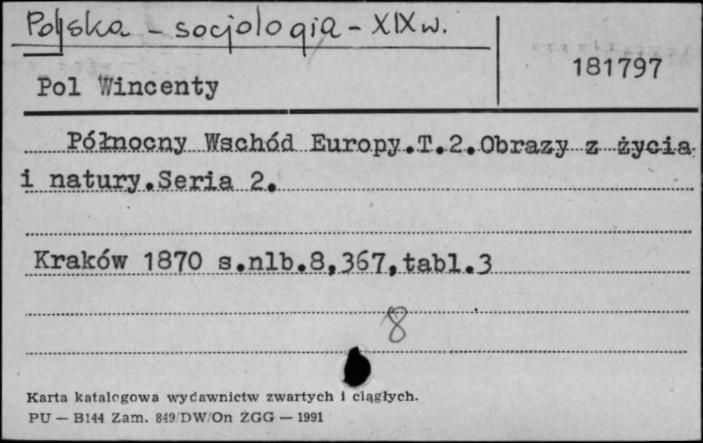 Polska - socjologia - XIX w.
181797
Pol Wincenty
Północny Wschód Europy.T.2.Obrazy z życia
i natury.Seria 2.
Kraków 1870 s.nlb.8,367,tabl.3
8
Karta katalogowa wydawnictw zwartych i ciągłych.
PU — B144 Zam. 849/DW/On ZGG — 1991